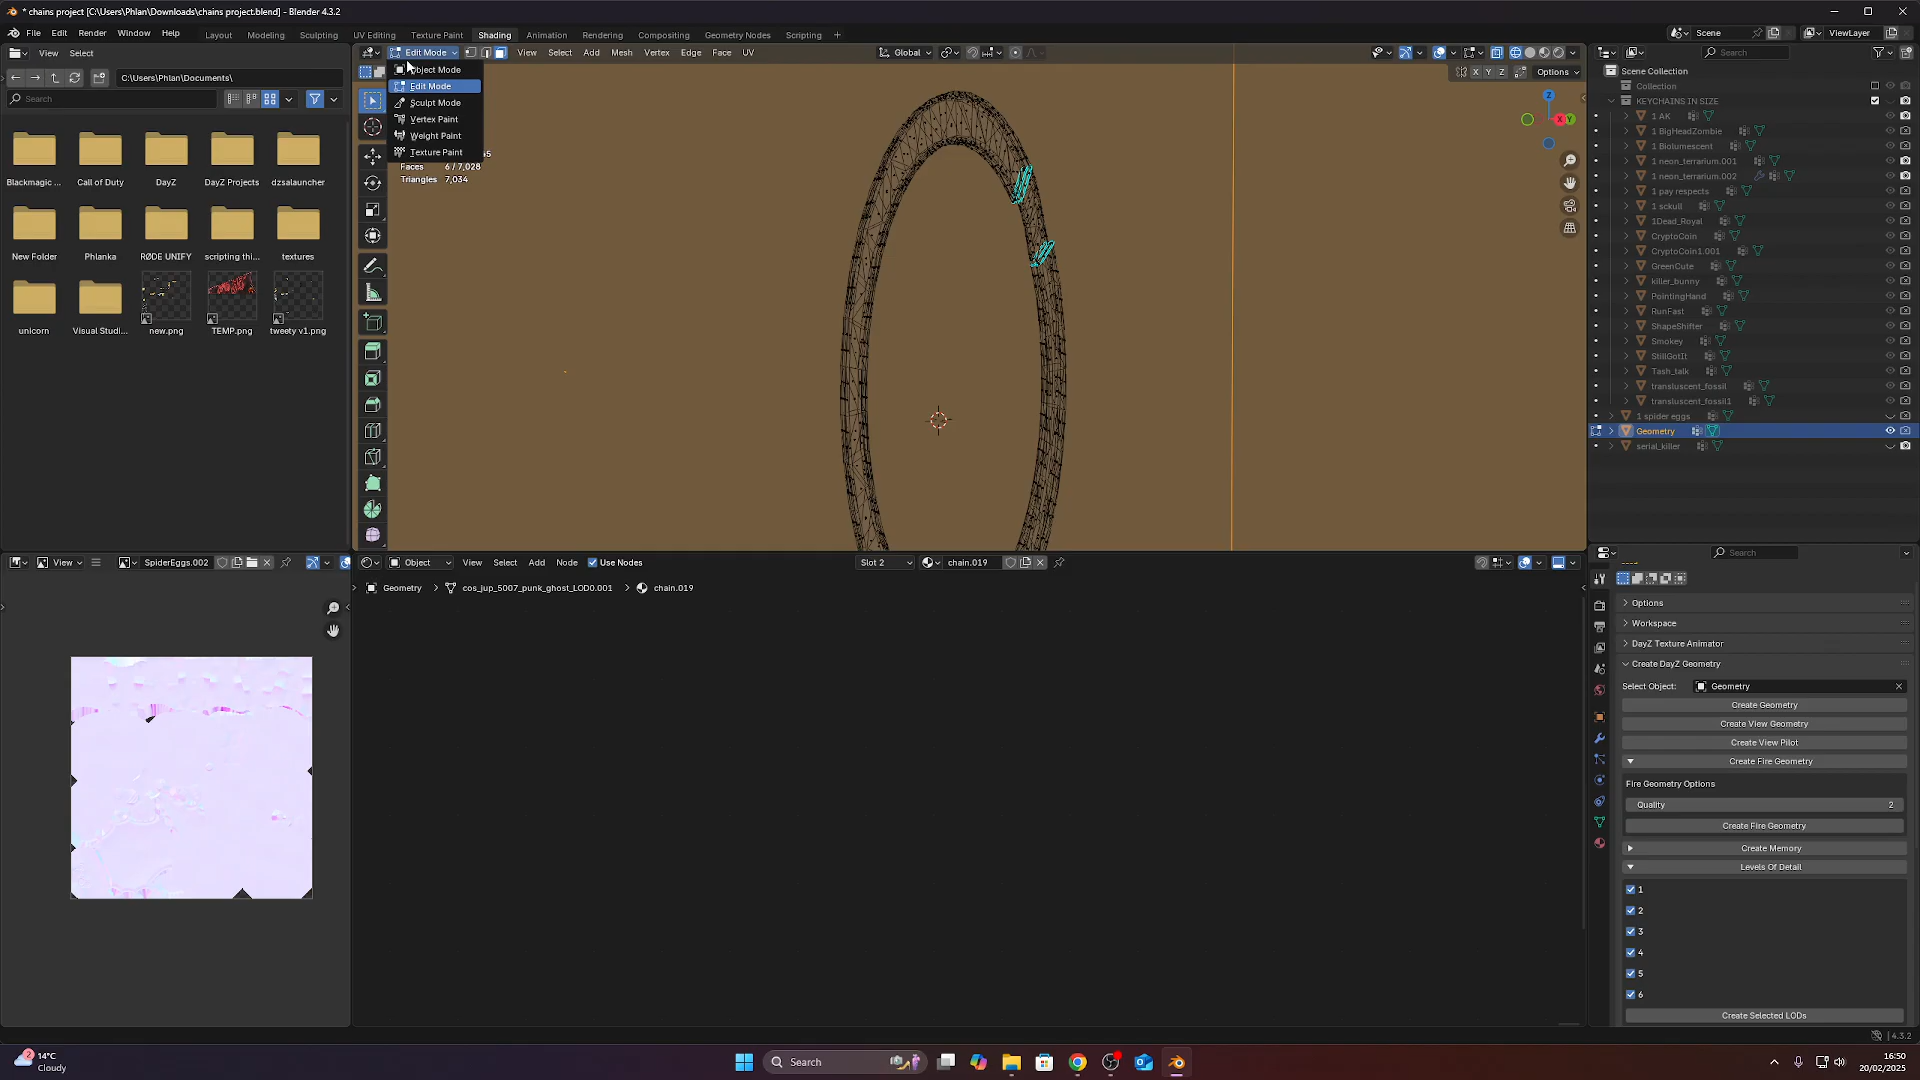 * chains project [C:\Users\Phlan\Downloads\chains project.blend] - Blender 4.3.2
File Edit Render Window Help
Layout Modeling Sculpting UV Editing Texture Paint Shading Animation Rendering Compositing Geometry Nodes Scripting +
Scene
ViewLayer
View Select
C:\Users\Phlan\Documents\
Search
Blackmagic ...
Call of Duty
DayZ
DayZ Projects
dzsalauncher
New Folder
Phlanka
RØDE UNIFY
scripting thi...
textures
unicorn
Visual Studi...
new.png
TEMP.png
tweety v1.png
Edit Mode
View Select Add Mesh Vertex Edge Face UV
Global
X Y Z
Options
Object Mode
Edit Mode
Sculpt Mode
Vertex Paint
Weight Paint
Texture Paint
Faces 6 / 7,028
Triangles 7,034
Z
X
Y
Search
Scene Collection
Collection
KEYCHAINS IN SIZE
1 AK
1 BigHeadZombie
1 Biolumescent
1 neon_terrarium.001
1 neon_terrarium.002
1 pay respects
1 sckull
1Dead_Royal
CryptoCoin
CryptoCoin1.001
GreenCute
killer_bunny
PointingHand
RunFast
ShapeShifter
Smokey
StillGotIt
Tash_talk
transluscent_fossil
transluscent_fossil1
1 spider eggs
Geometry
serial_killer
View
SpiderEggs.002
Object
View Select Add Node
Use Nodes
Slot 2
chain.019
Geometry
cos_jup_5007_punk_ghost_LOD0.001
chain.019
Search
Options
Workspace
DayZ Texture Animator
Create DayZ Geometry
Select Object:
Geometry
Create Geometry
Create View Geometry
Create View Pilot
Create Fire Geometry
Fire Geometry Options
Quality 2
Create Fire Geometry
Create Memory
Levels Of Detail
1
2
3
4
5
6
Create Selected LODs
4.3.2
2
14°C
Cloudy
Search
16:50
20/02/2025